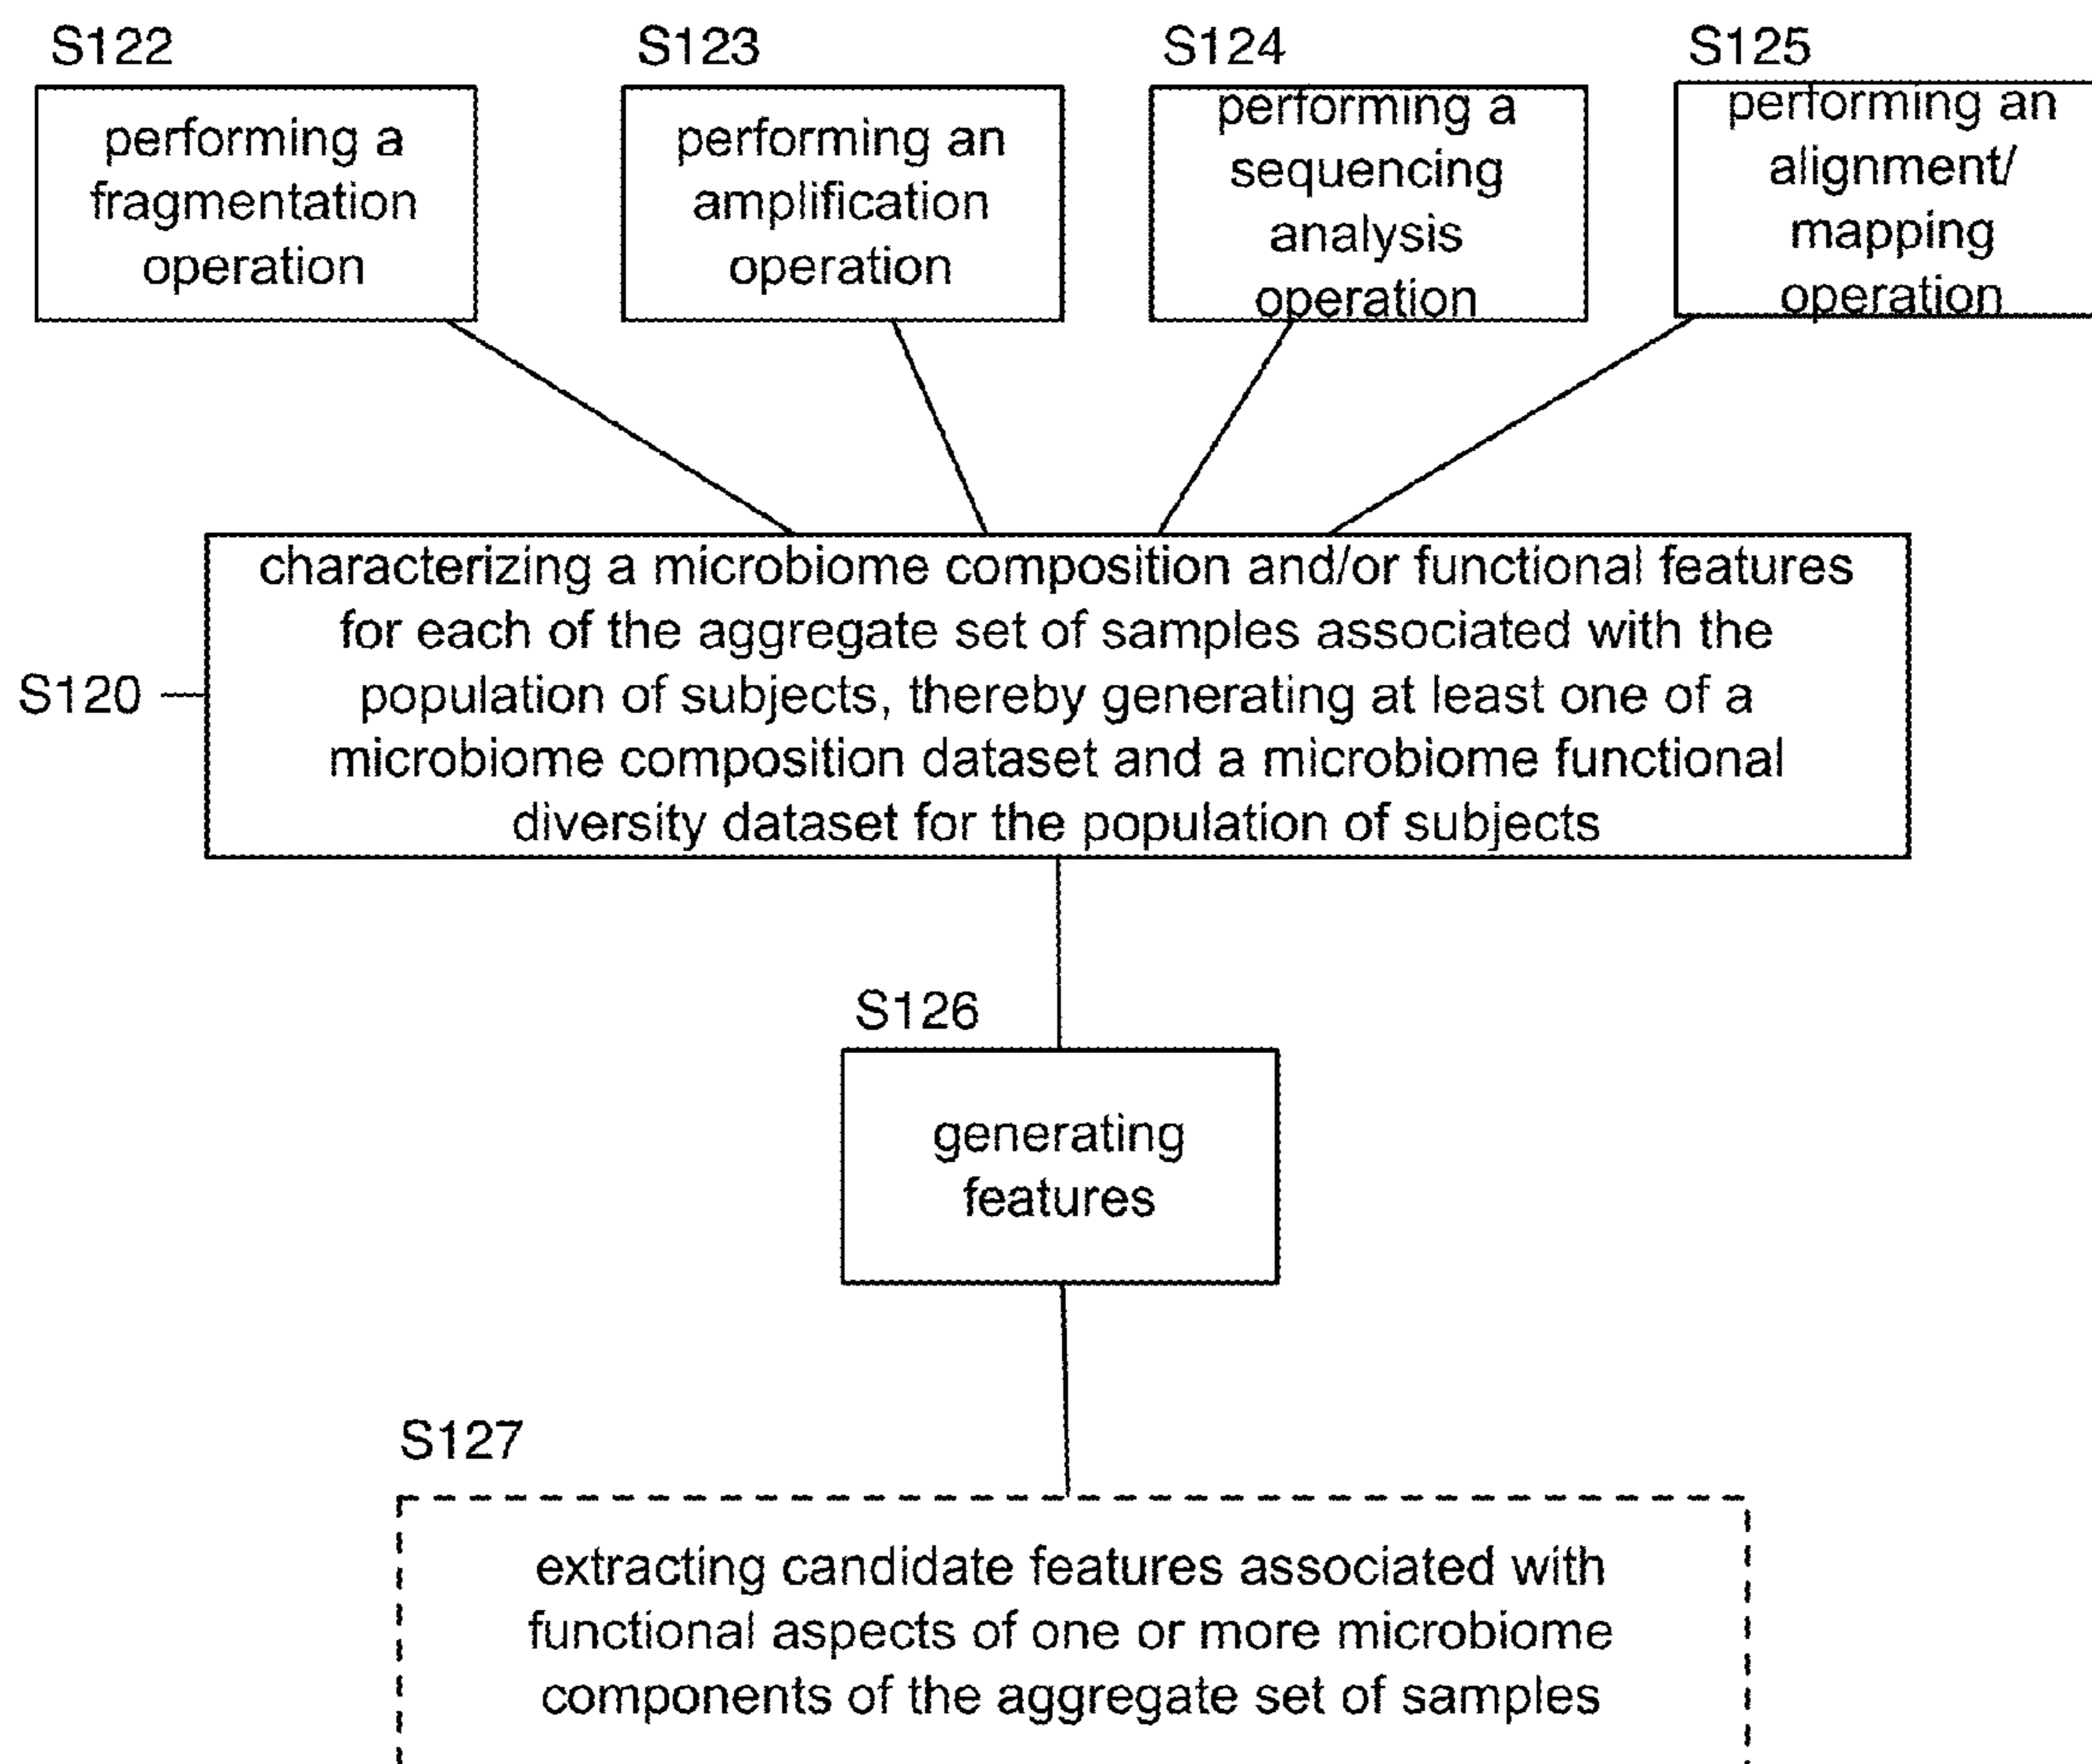 S122
performing a
fragmentation
operation
S123
performing an
amplification
operation
S124
performing a
sequencing
analysis
operation
S125
performing an
alignment/
mapping
operation
S120
characterizing a microbiome composition and/or functional features
for each of the aggregate set of samples associated with the
population of subjects, thereby generating at least one of a
microbiome composition dataset and a microbiome functional
diversity dataset for the population of subjects
S126
generating
features
S127
extracting candidate features associated with
functional aspects of one or more microbiome
components of the aggregate set of samples